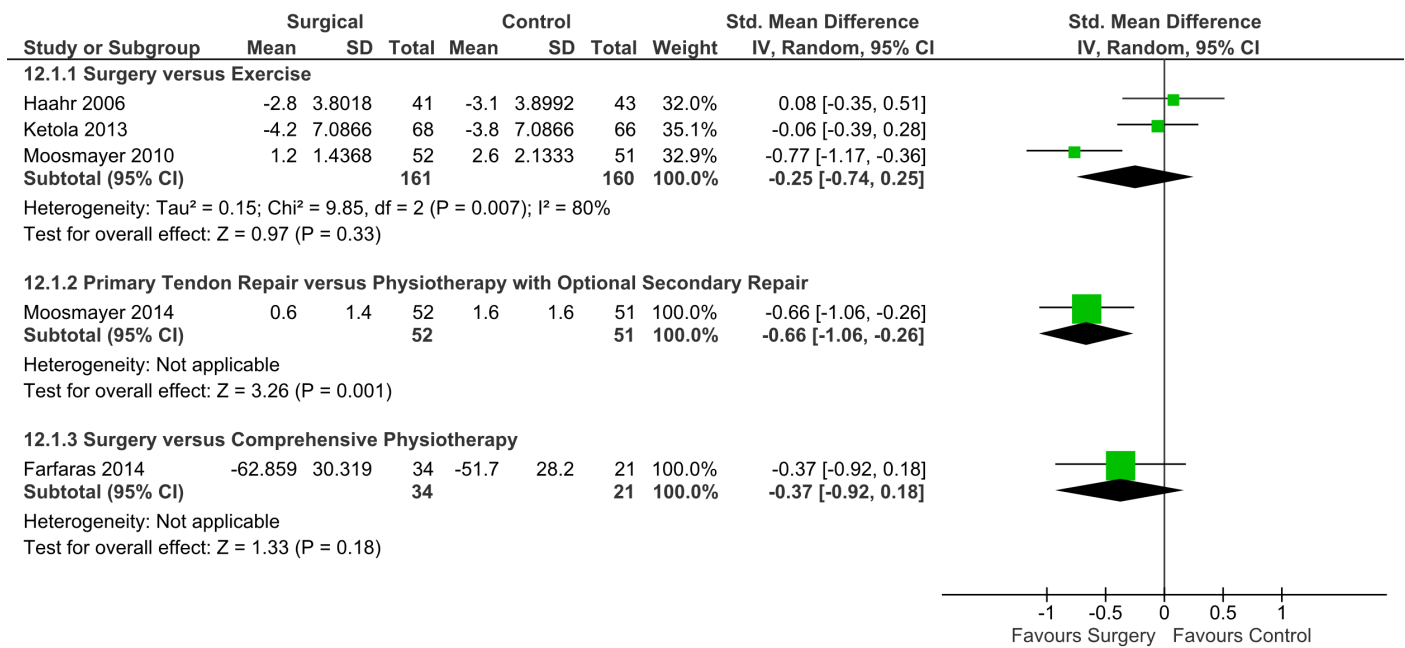 Surgical Control Std. Mean Difference Std. Mean Difference
Study or Subgroup Mean SD Total Mean SD Total Weight IV, Random, 95% CI IV, Random, 95% CI
12.1.1 Surgery versus Exercise
Haahr 2006 -2.8 3.8018 41 -3.1 3.8992 43 32.0% 0.08 [-0.35, 0.51]
Ketola 2013 -4.2 7.0866 68 -3.8 7.0866 66 35.1% -0.06 [-0.39, 0.28]
Moosmayer 2010 1.2 1.4368 52 2.6 2.1333 51 32.9% -0.77 [-1.17, -0.36]
Subtotal (95% CI) 161 160 100.0% -0.25 [-0.74, 0.25]
Heterogeneity: Tau² = 0.15; Chi² = 9.85, df = 2 (P = 0.007); I² = 80%
Test for overall effect: Z = 0.97 (P = 0.33)
12.1.2 Primary Tendon Repair versus Physiotherapy with Optional Secondary Repair
Moosmayer 2014 0.6 1.4 52 1.6 1.6 51 100.0% -0.66 [-1.06, -0.26]
Subtotal (95% CI) 52 51 100.0% -0.66 [-1.06, -0.26]
Heterogeneity: Not applicable
Test for overall effect: Z = 3.26 (P = 0.001)
12.1.3 Surgery versus Comprehensive Physiotherapy
Farfaras 2014 -62.859 30.319 34 -51.7 28.2 21 100.0% -0.37 [-0.92, 0.18]
Subtotal (95% CI) 34 21 100.0% -0.37 [-0.92, 0.18]
Heterogeneity: Not applicable
Test for overall effect: Z = 1.33 (P = 0.18)
-1 -0.5 0 0.5 1
Favours Surgery Favours Control